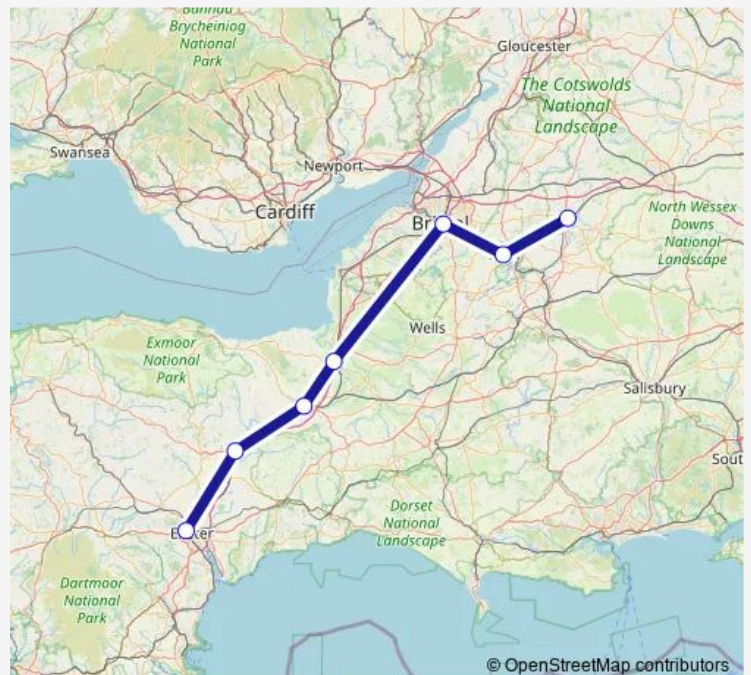 Bannau
Brycheiniog
National
Park
Gloucester
The Cotswolds
National
Landscape
Swansea
Newport
Cardiff
North Wessex
Downs
National
Landscape
Wells
Exmoor
National
Park
Salisbury
Sout
Dorset
National
Landscape
Dartmoor
National
Park
© OpenStreetMap contributors